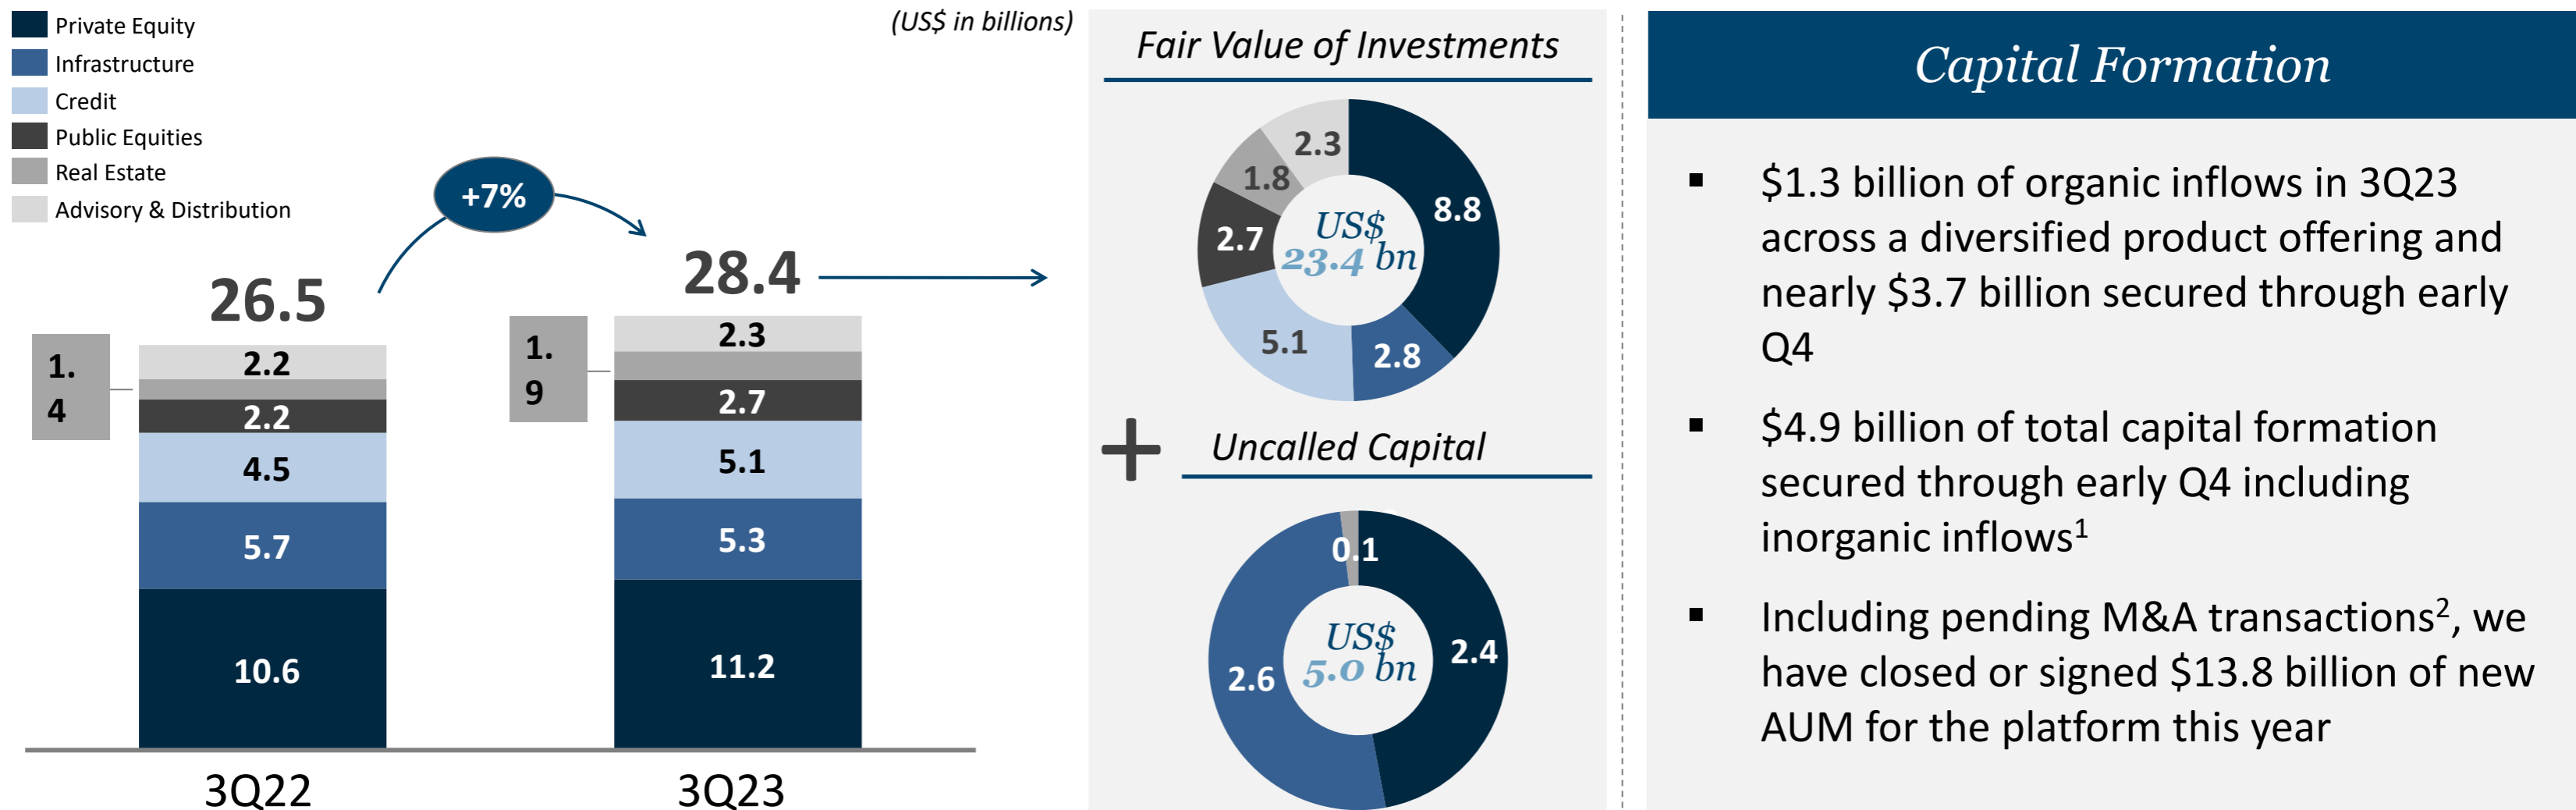 Private Equity
Infrastructure
Credit
Public Equities
Real Estate
Advisory & Distribution
(US$ in billions)
+7%
26.5
28.4
1.
4
2.2
2.2
4.5
5.7
10.6
1.
9
2.3
2.7
5.1
5.3
11.2
3Q22
3Q23
Fair Value of Investments
2.3
1.8
8.8
2.7
US$
23.4 bn
5.1
2.8
+
Uncalled Capital
0.1
US$
5.0 bn
2.4
2.6
Capital Formation
▪ $1.3 billion of organic inflows in 3Q23
across a diversified product offering and
nearly $3.7 billion secured through early
Q4
▪ $4.9 billion of total capital formation
secured through early Q4 including
inorganic inflows¹
▪ Including pending M&A transactions², we
have closed or signed $13.8 billion of new
AUM for the platform this year